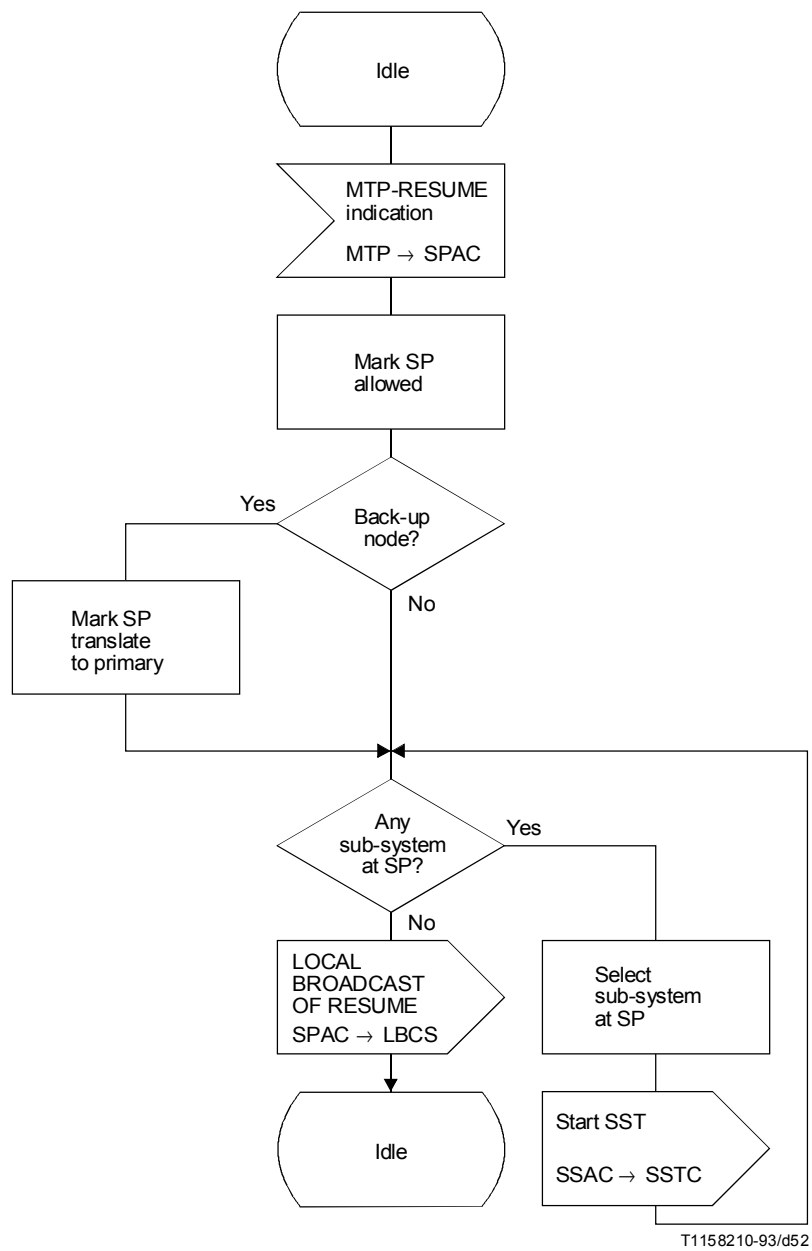 Idle
MTP-RESUME
indication
MTP → SPAC
Mark SP
allowed
Yes
Back-up
node?
No
Mark SP
translate
to primary
Any
sub-system
at SP?
Yes
No
LOCAL
BROADCAST
OF RESUME
SPAC → LBCS
Select
sub-system
at SP
Idle
Start SST
SSAC → SSTC
T1158210-93/d52